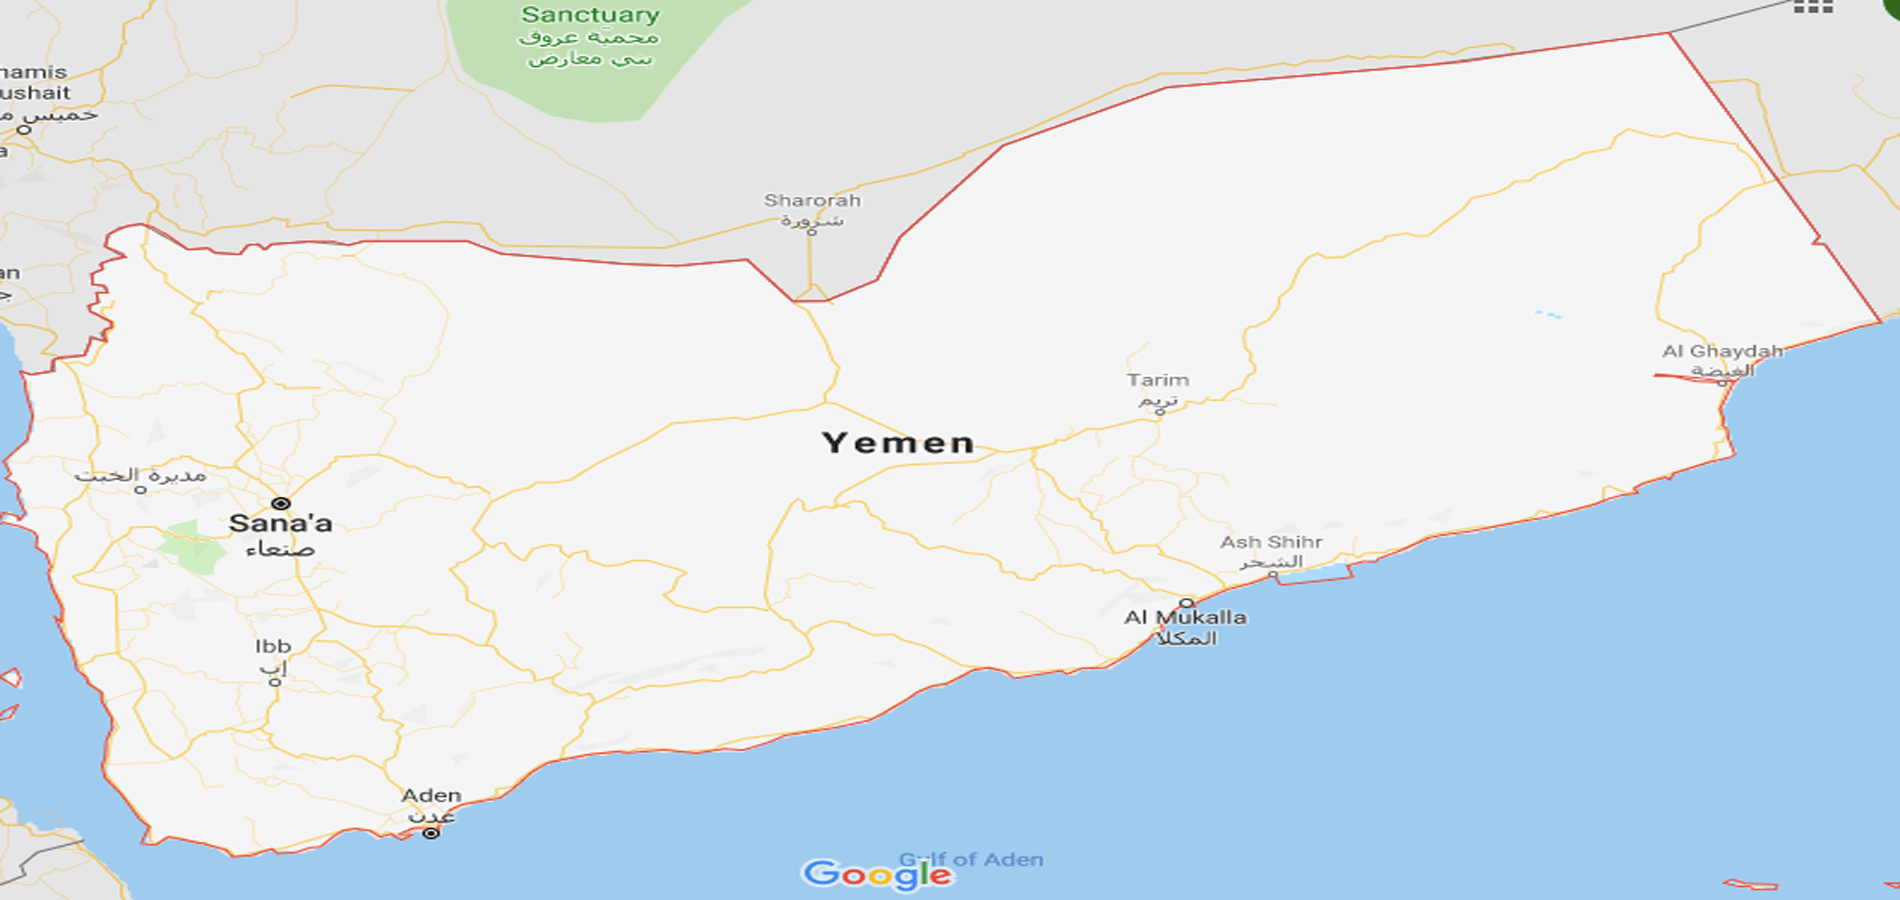 Sanctuary
محمية عروق
بني معارض
hamis
ushait
خميس م
a
Sharorah
شرورة
an
Al Ghaydah
الغيضة
Tarim
تريم
Yemen
مديرة الخبت
Sana'a
صنعاء
Ash Shihr
الشحر
Al Mukalla
المكلا
Ibb
إب
Aden
عدن
Gulf of Aden
Google